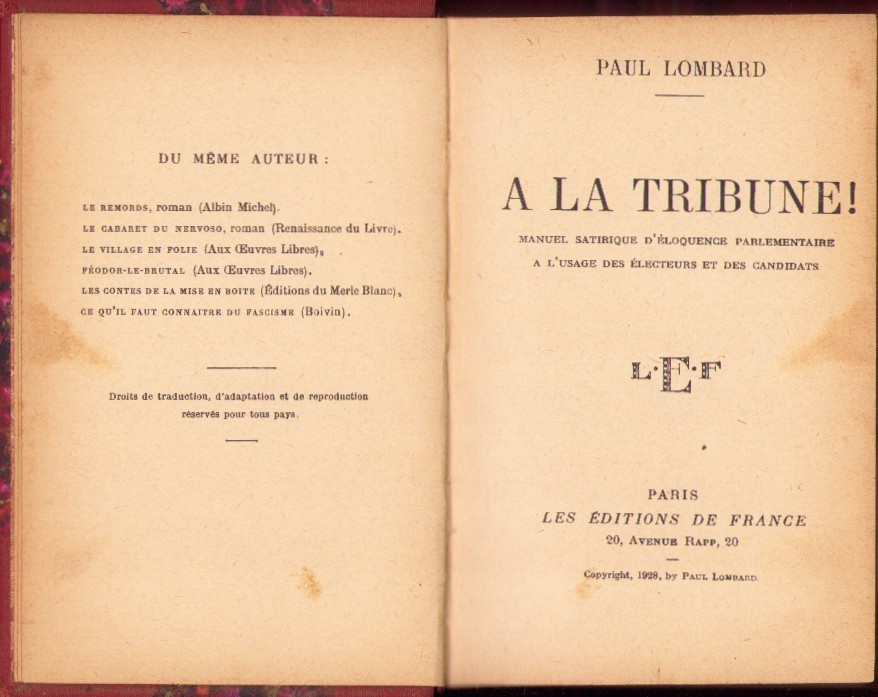 DU MÊME AUTEUR :
LE REMORDS, roman (Albin Michel).
LE CABARET DU NERVOSO, roman (Renaissance du Livre).
LE VILLAGE EN FOLIE (Aux Œuvres Libres),
FÉODOR-LE-BRUTAL (Aux Œuvres Libres).
LES CONTES DE LA MISE EN BOITE (Éditions du Merle Blanc),
CE QU'IL FAUT CONNAITRE DU FASCISME (Boivin).
Droits de traduction, d'adaptation et de reproduction
réservés pour tous pays.
PAUL LOMBARD
A LA TRIBUNE!
MANUEL SATIRIQUE D'ÉLOQUENCE PARLEMENTAIRE
A L'USAGE DES ÉLECTEURS ET DES CANDIDATS
L·E·F
PARIS
LES ÉDITIONS DE FRANCE
20, AVENUE RAPP, 20
Copyright, 1928, by PAUL LOMBARD.